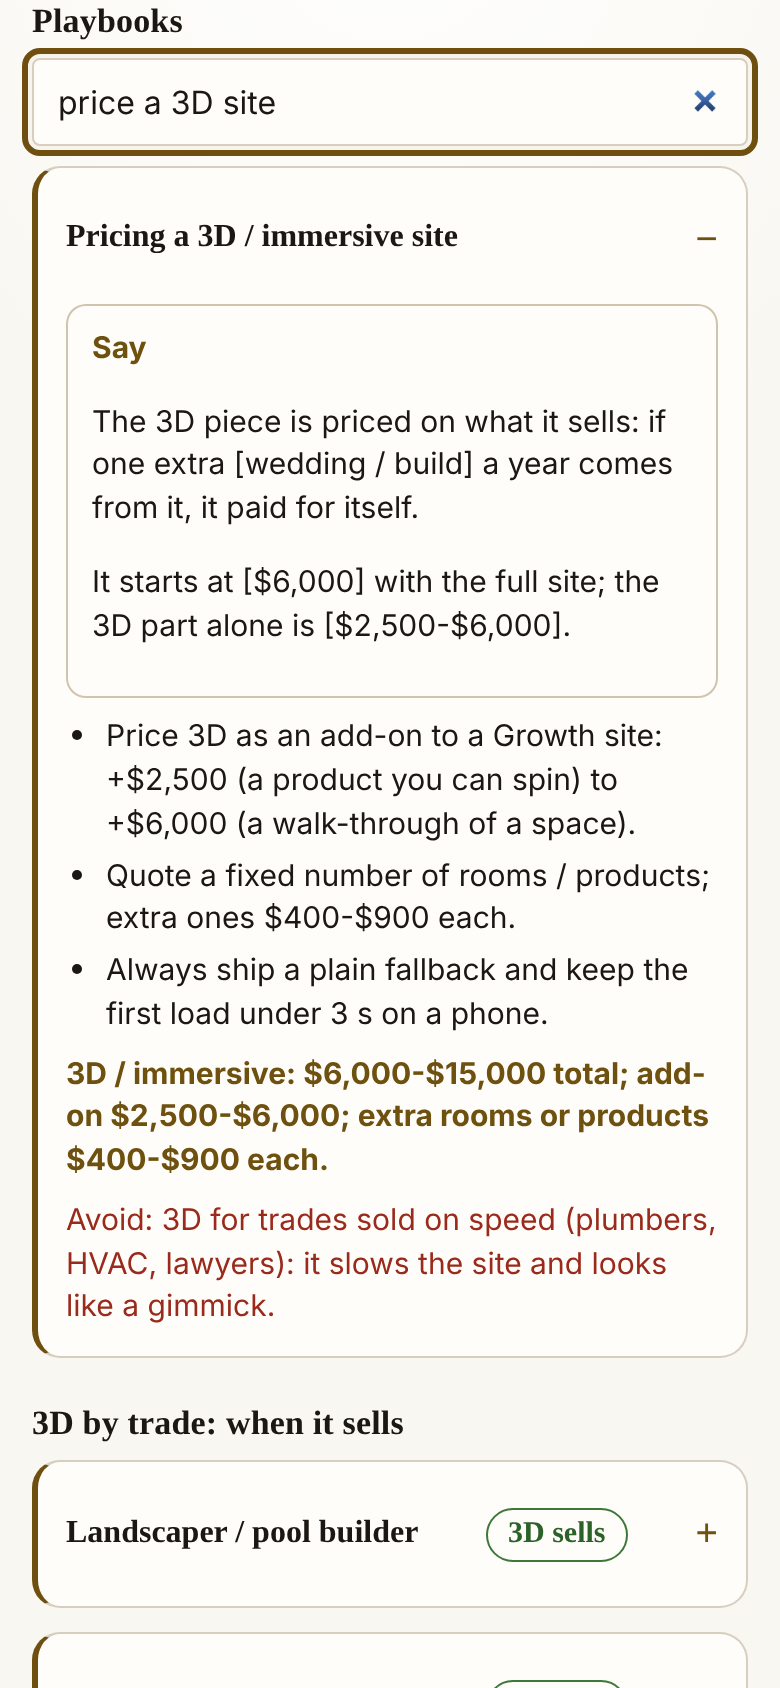 Playbooks
price a 3D site
Pricing a 3D / immersive site
Say
The 3D piece is priced on what it sells: if
one extra [wedding / build] a year comes
from it, it paid for itself.
It starts at [$6,000] with the full site; the
3D part alone is [$2,500-$6,000].
• Price 3D as an add-on to a Growth site:
+$2,500 (a product you can spin) to
+$6,000 (a walk-through of a space).
• Quote a fixed number of rooms / products;
extra ones $400-$900 each.
• Always ship a plain fallback and keep the
first load under 3 s on a phone.
3D / immersive: $6,000-$15,000 total; add-
on $2,500-$6,000; extra rooms or products
$400-$900 each.
Avoid: 3D for trades sold on speed (plumbers,
HVAC, lawyers): it slows the site and looks
like a gimmick.
3D by trade: when it sells
Landscaper / pool builder 3D sells +